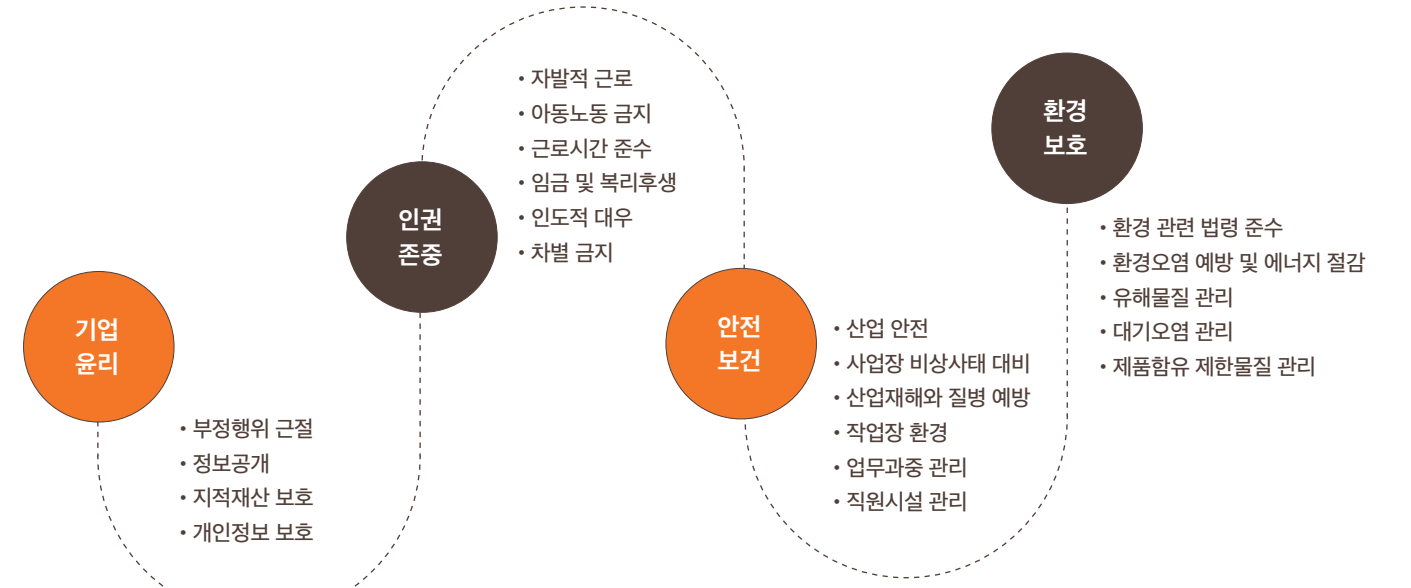 기업
윤리
• 부정행위 근절
• 정보공개
• 지적재산 보호
• 개인정보 보호
인권
존중
• 자발적 근로
• 아동노동 금지
• 근로시간 준수
• 임금 및 복리후생
• 인도적 대우
• 차별 금지
안전
보건
• 산업 안전
• 사업장 비상사태 대비
• 산업재해와 질병 예방
• 작업장 환경
• 업무과중 관리
• 직원시설 관리
환경
보호
• 환경 관련 법령 준수
• 환경오염 예방 및 에너지 절감
• 유해물질 관리
• 대기오염 관리
• 제품함유 제한물질 관리